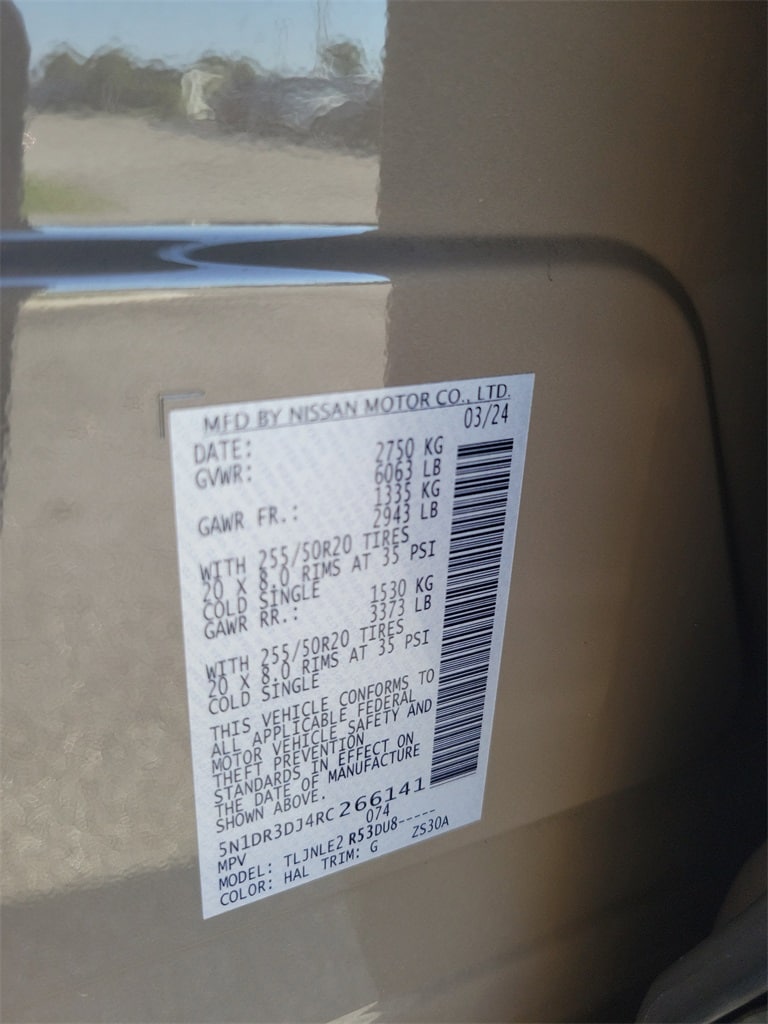 MFD BY NISSAN MOTOR CO., LTD.
DATE: 03/24
GVWR: 2750 KG
6063 LB
GAWR FR.: 1335 KG
2943 LB
WITH 255/50R20 TIRES
20 X 8.0 RIMS AT 35 PSI
COLD SINGLE
GAWR RR.: 1530 KG
3373 LB
WITH 255/50R20 TIRES
20 X 8.0 RIMS AT 35 PSI
COLD SINGLE
THIS VEHICLE CONFORMS TO
ALL APPLICABLE FEDERAL
MOTOR VEHICLE SAFETY AND
THEFT PREVENTION
STANDARDS IN EFFECT ON
THE DATE OF MANUFACTURE
SHOWN ABOVE.
5N1DR3DJ4RC266141
MPV 074
MODEL: TLJNLE2 R53DU8-----
COLOR: HAL TRIM: G ZS30A